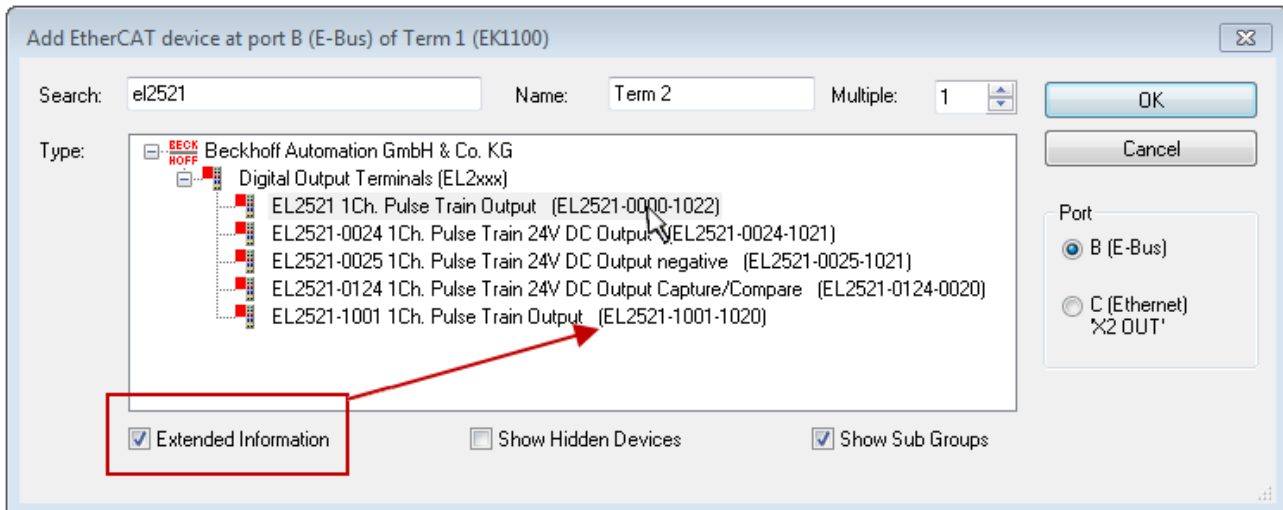 Add EtherCAT device at port B (E-Bus) of Term 1 (EK1100)
Search: el2521 Name: Term 2 Multiple: 1 OK
Type: BECK HOFF Beckhoff Automation GmbH & Co. KG Cancel
Digital Output Terminals (EL2xxx)
EL2521 1Ch. Pulse Train Output (EL2521-0000-1022) Port
EL2521-0024 1Ch. Pulse Train 24V DC Output (EL2521-0024-1021)
EL2521-0025 1Ch. Pulse Train 24V DC Output negative (EL2521-0025-1021) B (E-Bus)
EL2521-0124 1Ch. Pulse Train 24V DC Output Capture/Compare (EL2521-0124-0020)
EL2521-1001 1Ch. Pulse Train Output (EL2521-1001-1020) C (Ethernet)
'X2 OUT'
Extended Information Show Hidden Devices Show Sub Groups